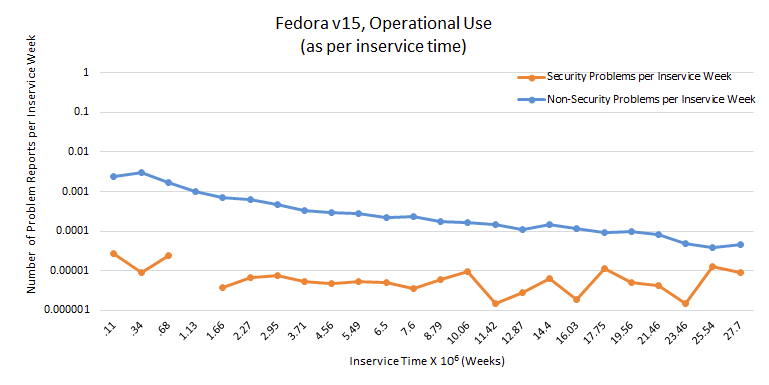 Fedora v15, Operational Use
(as per inservice time)
Number of Problem Reports per Inservice Week
1
0.1
0.01
0.001
0.0001
0.00001
0.000001
Security Problems per Inservice Week
Non-Security Problems per Inservice Week
.11 .34 .68 1.13 1.66 2.27 2.95 3.71 4.56 5.49 6.5 7.6 8.79 10.06 11.42 12.87 14.4 16.03 17.75 19.56 21.46 23.46 25.54 27.7
Inservice Time X 10⁶ (Weeks)